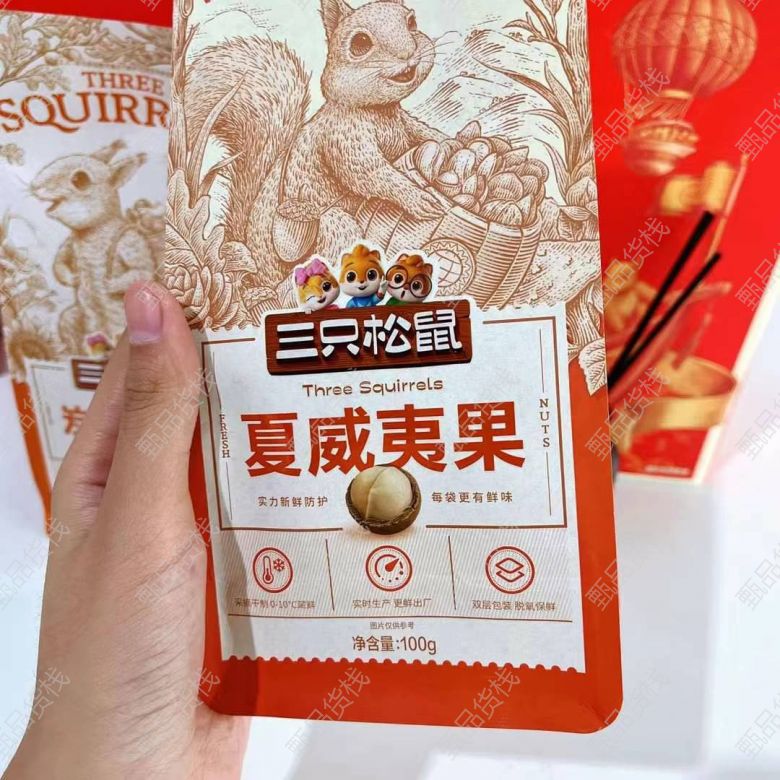 THREE
SQUIRR
三只松鼠
Three Squirrels
FRESH
夏威夷果
NUTS
实力新鲜防护
每袋更有鲜味
0-10°C
实时生产 更鲜出厂
双层包装 脱氧保鲜
图片仅供参考
净含量:100g
甄品货栈